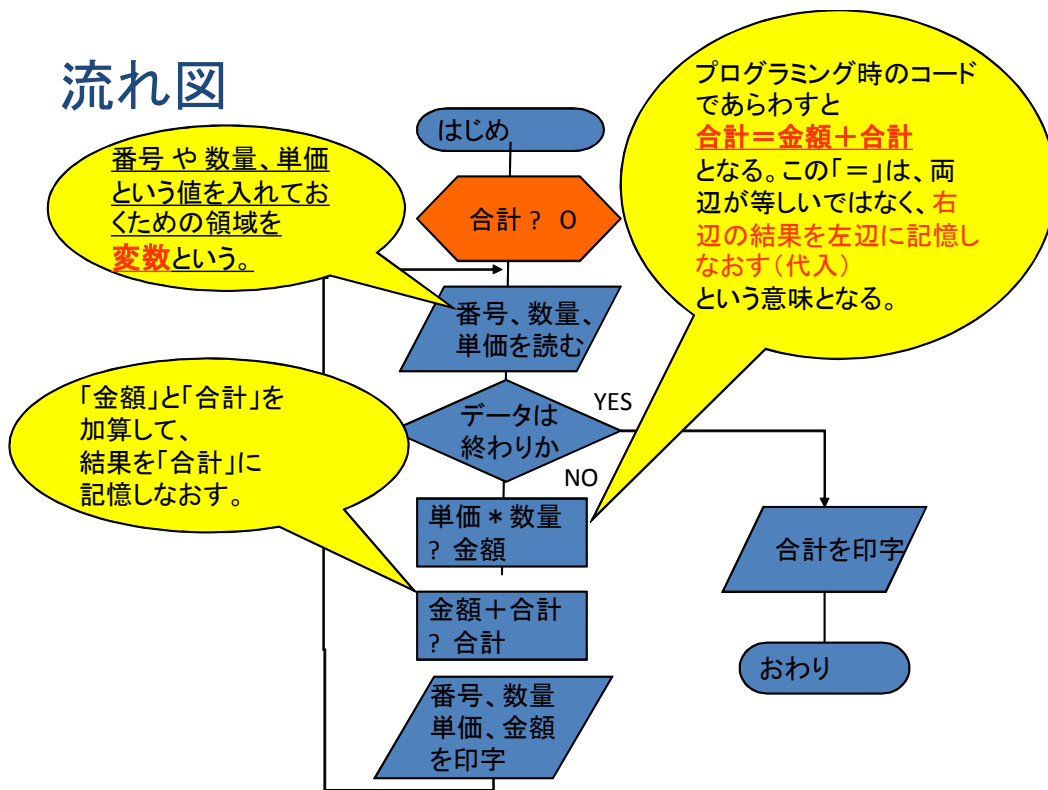 流れ図
はじめ
プログラミング時のコード
であらわすと
合計＝金額＋合計
となる。この「＝」は、両
辺が等しいではなく、右
辺の結果を左辺に記憶し
なおす（代入）
という意味となる。
番号 や 数量、単価
という値を入れてお
くための領域を
変数という。
合計 ? 0
番号、数量、
単価を読む
データは
終わりか
YES
NO
「金額」と「合計」を
加算して、
結果を「合計」に
記憶しなおす。
単価＊数量
? 金額
合計を印字
金額＋合計
? 合計
おわり
番号、数量
単価、金額
を印字